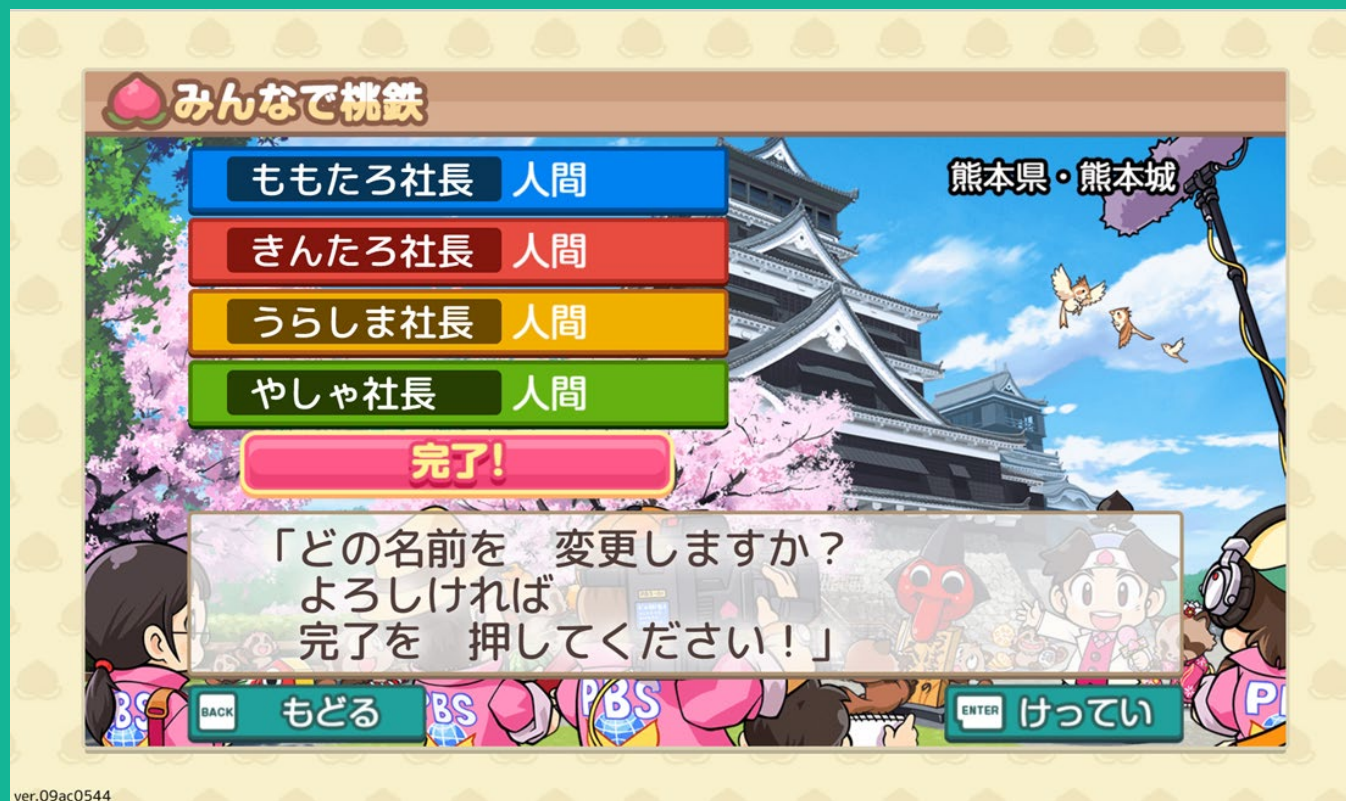 みんなで桃鉄
ももたろ社長 人間
熊本県・熊本城
きんたろ社長 人間
うらしま社長 人間
やしゃ社長 人間
完了!
「どの名前を 変更しますか？
よろしければ
完了を 押してください！」
PBS
PBS
PBS
BACK もどる
ENTER けってい
ver.09ac0544